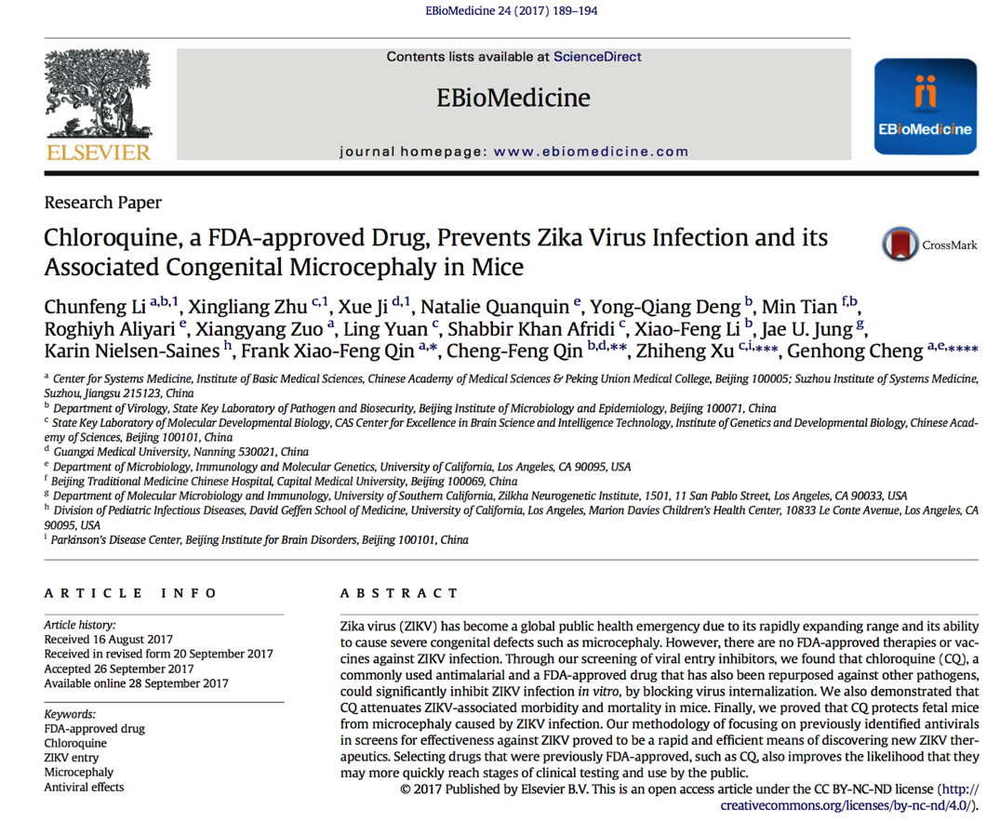 EBioMedicine 24 (2017) 189–194
ELSEVIER
Contents lists available at ScienceDirect
EBioMedicine
journal homepage: www.ebiomedicine.com
EBioMedicine
Research Paper
Chloroquine, a FDA-approved Drug, Prevents Zika Virus Infection and its
Associated Congenital Microcephaly in Mice
CrossMark
Chunfeng Li a,b,1, Xingliang Zhu c,1, Xue Ji d,1, Natalie Quanquin e, Yong-Qiang Deng b, Min Tian f,b,
Roghiyh Aliyari e, Xiangyang Zuo a, Ling Yuan c, Shabbir Khan Afridi c, Xiao-Feng Li b, Jae U. Jung g,
Karin Nielsen-Saines h, Frank Xiao-Feng Qin a,*, Cheng-Feng Qin b,d,**, Zhiheng Xu c,i,***, Genhong Cheng a,e,****
a Center for Systems Medicine, Institute of Basic Medical Sciences, Chinese Academy of Medical Sciences & Peking Union Medical College, Beijing 100005; Suzhou Institute of Systems Medicine,
Suzhou, Jiangsu 215123, China
b Department of Virology, State Key Laboratory of Pathogen and Biosecurity, Beijing Institute of Microbiology and Epidemiology, Beijing 100071, China
c State Key Laboratory of Molecular Developmental Biology, CAS Center for Excellence in Brain Science and Intelligence Technology, Institute of Genetics and Developmental Biology, Chinese Acad-
emy of Sciences, Beijing 100101, China
d Guangxi Medical University, Nanning 530021, China
e Department of Microbiology, Immunology and Molecular Genetics, University of California, Los Angeles, CA 90095, USA
f Beijing Traditional Medicine Chinese Hospital, Capital Medical University, Beijing 100069, China
g Department of Molecular Microbiology and Immunology, University of Southern California, Zilkha Neurogenetic Institute, 1501, 11 San Pablo Street, Los Angeles, CA 90033, USA
h Division of Pediatric Infectious Diseases, David Geffen School of Medicine, University of California, Los Angeles, Marion Davies Children's Health Center, 10833 Le Conte Avenue, Los Angeles, CA
90095, USA
i Parkinson's Disease Center, Beijing Institute for Brain Disorders, Beijing 100101, China
ARTICLE INFO
Article history:
Received 16 August 2017
Received in revised form 20 September 2017
Accepted 26 September 2017
Available online 28 September 2017
Keywords:
FDA-approved drug
Chloroquine
ZIKV entry
Microcephaly
Antiviral effects
ABSTRACT
Zika virus (ZIKV) has become a global public health emergency due to its rapidly expanding range and its ability
to cause severe congenital defects such as microcephaly. However, there are no FDA-approved therapies or vac-
cines against ZIKV infection. Through our screening of viral entry inhibitors, we found that chloroquine (CQ), a
commonly used antimalarial and a FDA-approved drug that has also been repurposed against other pathogens,
could significantly inhibit ZIKV infection in vitro, by blocking virus internalization. We also demonstrated that
CQ attenuates ZIKV-associated morbidity and mortality in mice. Finally, we proved that CQ protects fetal mice
from microcephaly caused by ZIKV infection. Our methodology of focusing on previously identified antivirals
in screens for effectiveness against ZIKV proved to be a rapid and efficient means of discovering new ZIKV ther-
apeutics. Selecting drugs that were previously FDA-approved, such as CQ, also improves the likelihood that they
may more quickly reach stages of clinical testing and use by the public.
© 2017 Published by Elsevier B.V. This is an open access article under the CC BY-NC-ND license (http://
creativecommons.org/licenses/by-nc-nd/4.0/).